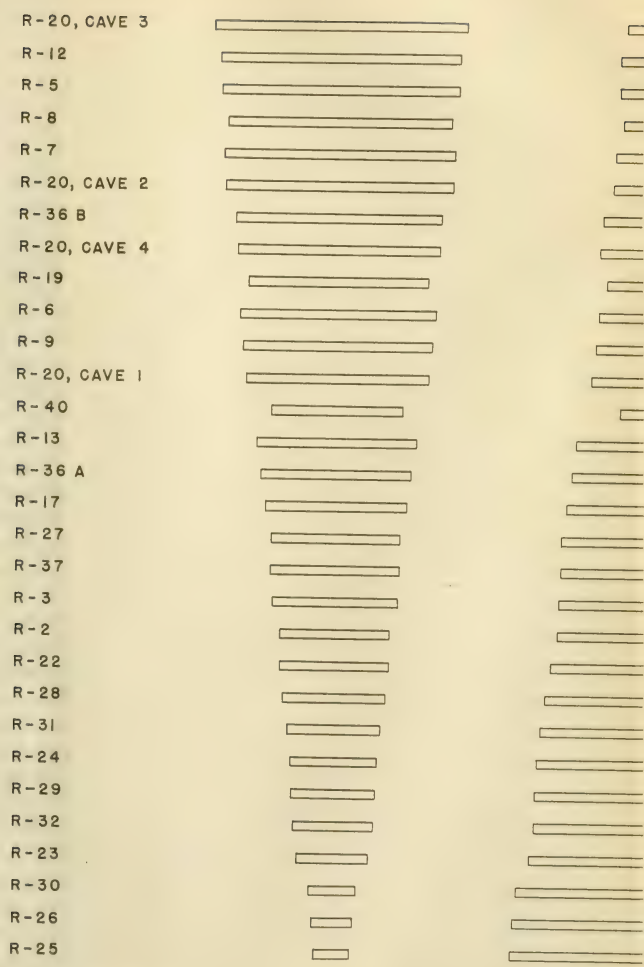 R-20, CAVE 3
R-12
R-5
R-8
R-7
R-20, CAVE 2
R-36 B
R-20, CAVE 4
R-19
R-6
R-9
R-20, CAVE 1
R-40
R-13
R-36 A
R-17
R-27
R-37
R-3
R-2
R-22
R-28
R-31
R-24
R-29
R-32
R-23
R-30
R-26
R-25